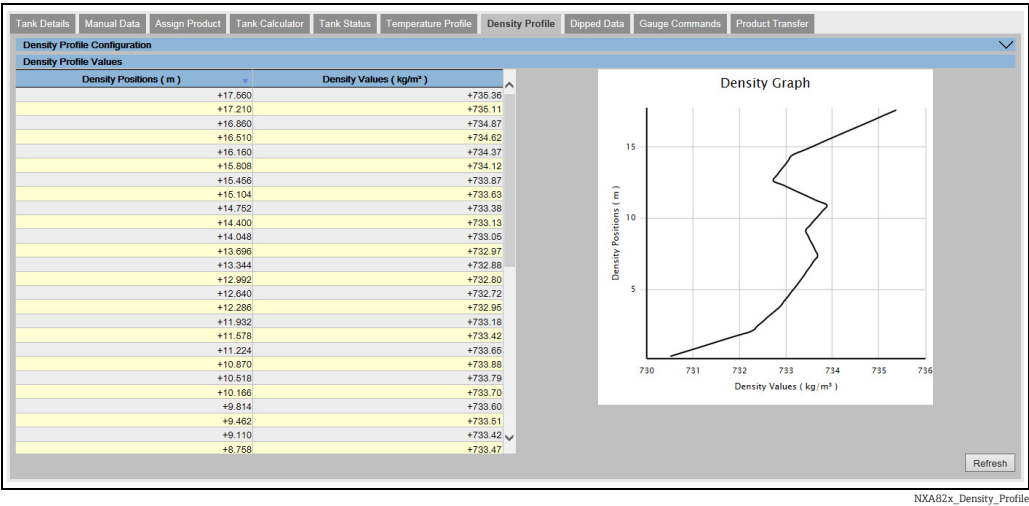 Tank Details Manual Data Assign Product Tank Calculator Tank Status Temperature Profile Density Profile Dipped Data Gauge Commands Product Transfer
Density Profile Configuration
Density Profile Values
Density Positions ( m ) Density Values ( kg/m³ )
+17.560 +735.36
+17.210 +735.11
+16.860 +734.87
+16.510 +734.62
+16.160 +734.37
+15.808 +734.12
+15.456 +733.87
+15.104 +733.63
+14.752 +733.38
+14.400 +733.13
+14.048 +733.05
+13.696 +732.97
+13.344 +732.88
+12.992 +732.80
+12.640 +732.72
+12.286 +732.95
+11.932 +733.18
+11.578 +733.42
+11.224 +733.65
+10.870 +733.88
+10.518 +733.79
+10.166 +733.70
+9.814 +733.60
+9.462 +733.51
+9.110 +733.42
+8.758 +733.47
Density Graph
Density Positions ( m )
15
10
5
730 731 732 733 734 735 736
Density Values ( kg/m³ )
Refresh
NXA82x_Density_Profile